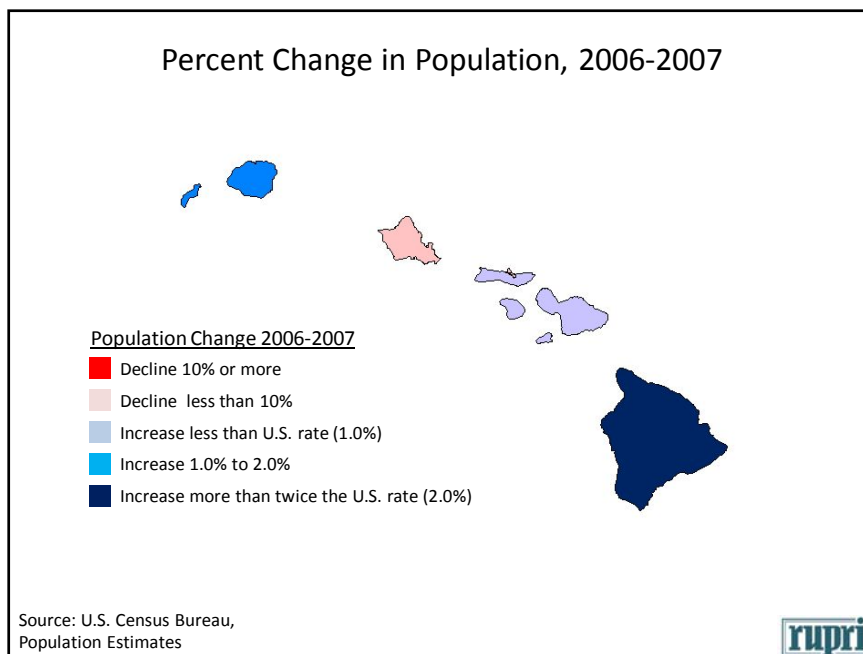 Percent Change in Population, 2006-2007
Population Change 2006-2007
Decline 10% or more
Decline  less than 10%
Increase less than U.S. rate (1.0%)
Increase 1.0% to 2.0%
Increase more than twice the U.S. rate (2.0%)
Source: U.S. Census Bureau,
Population Estimates
rupri